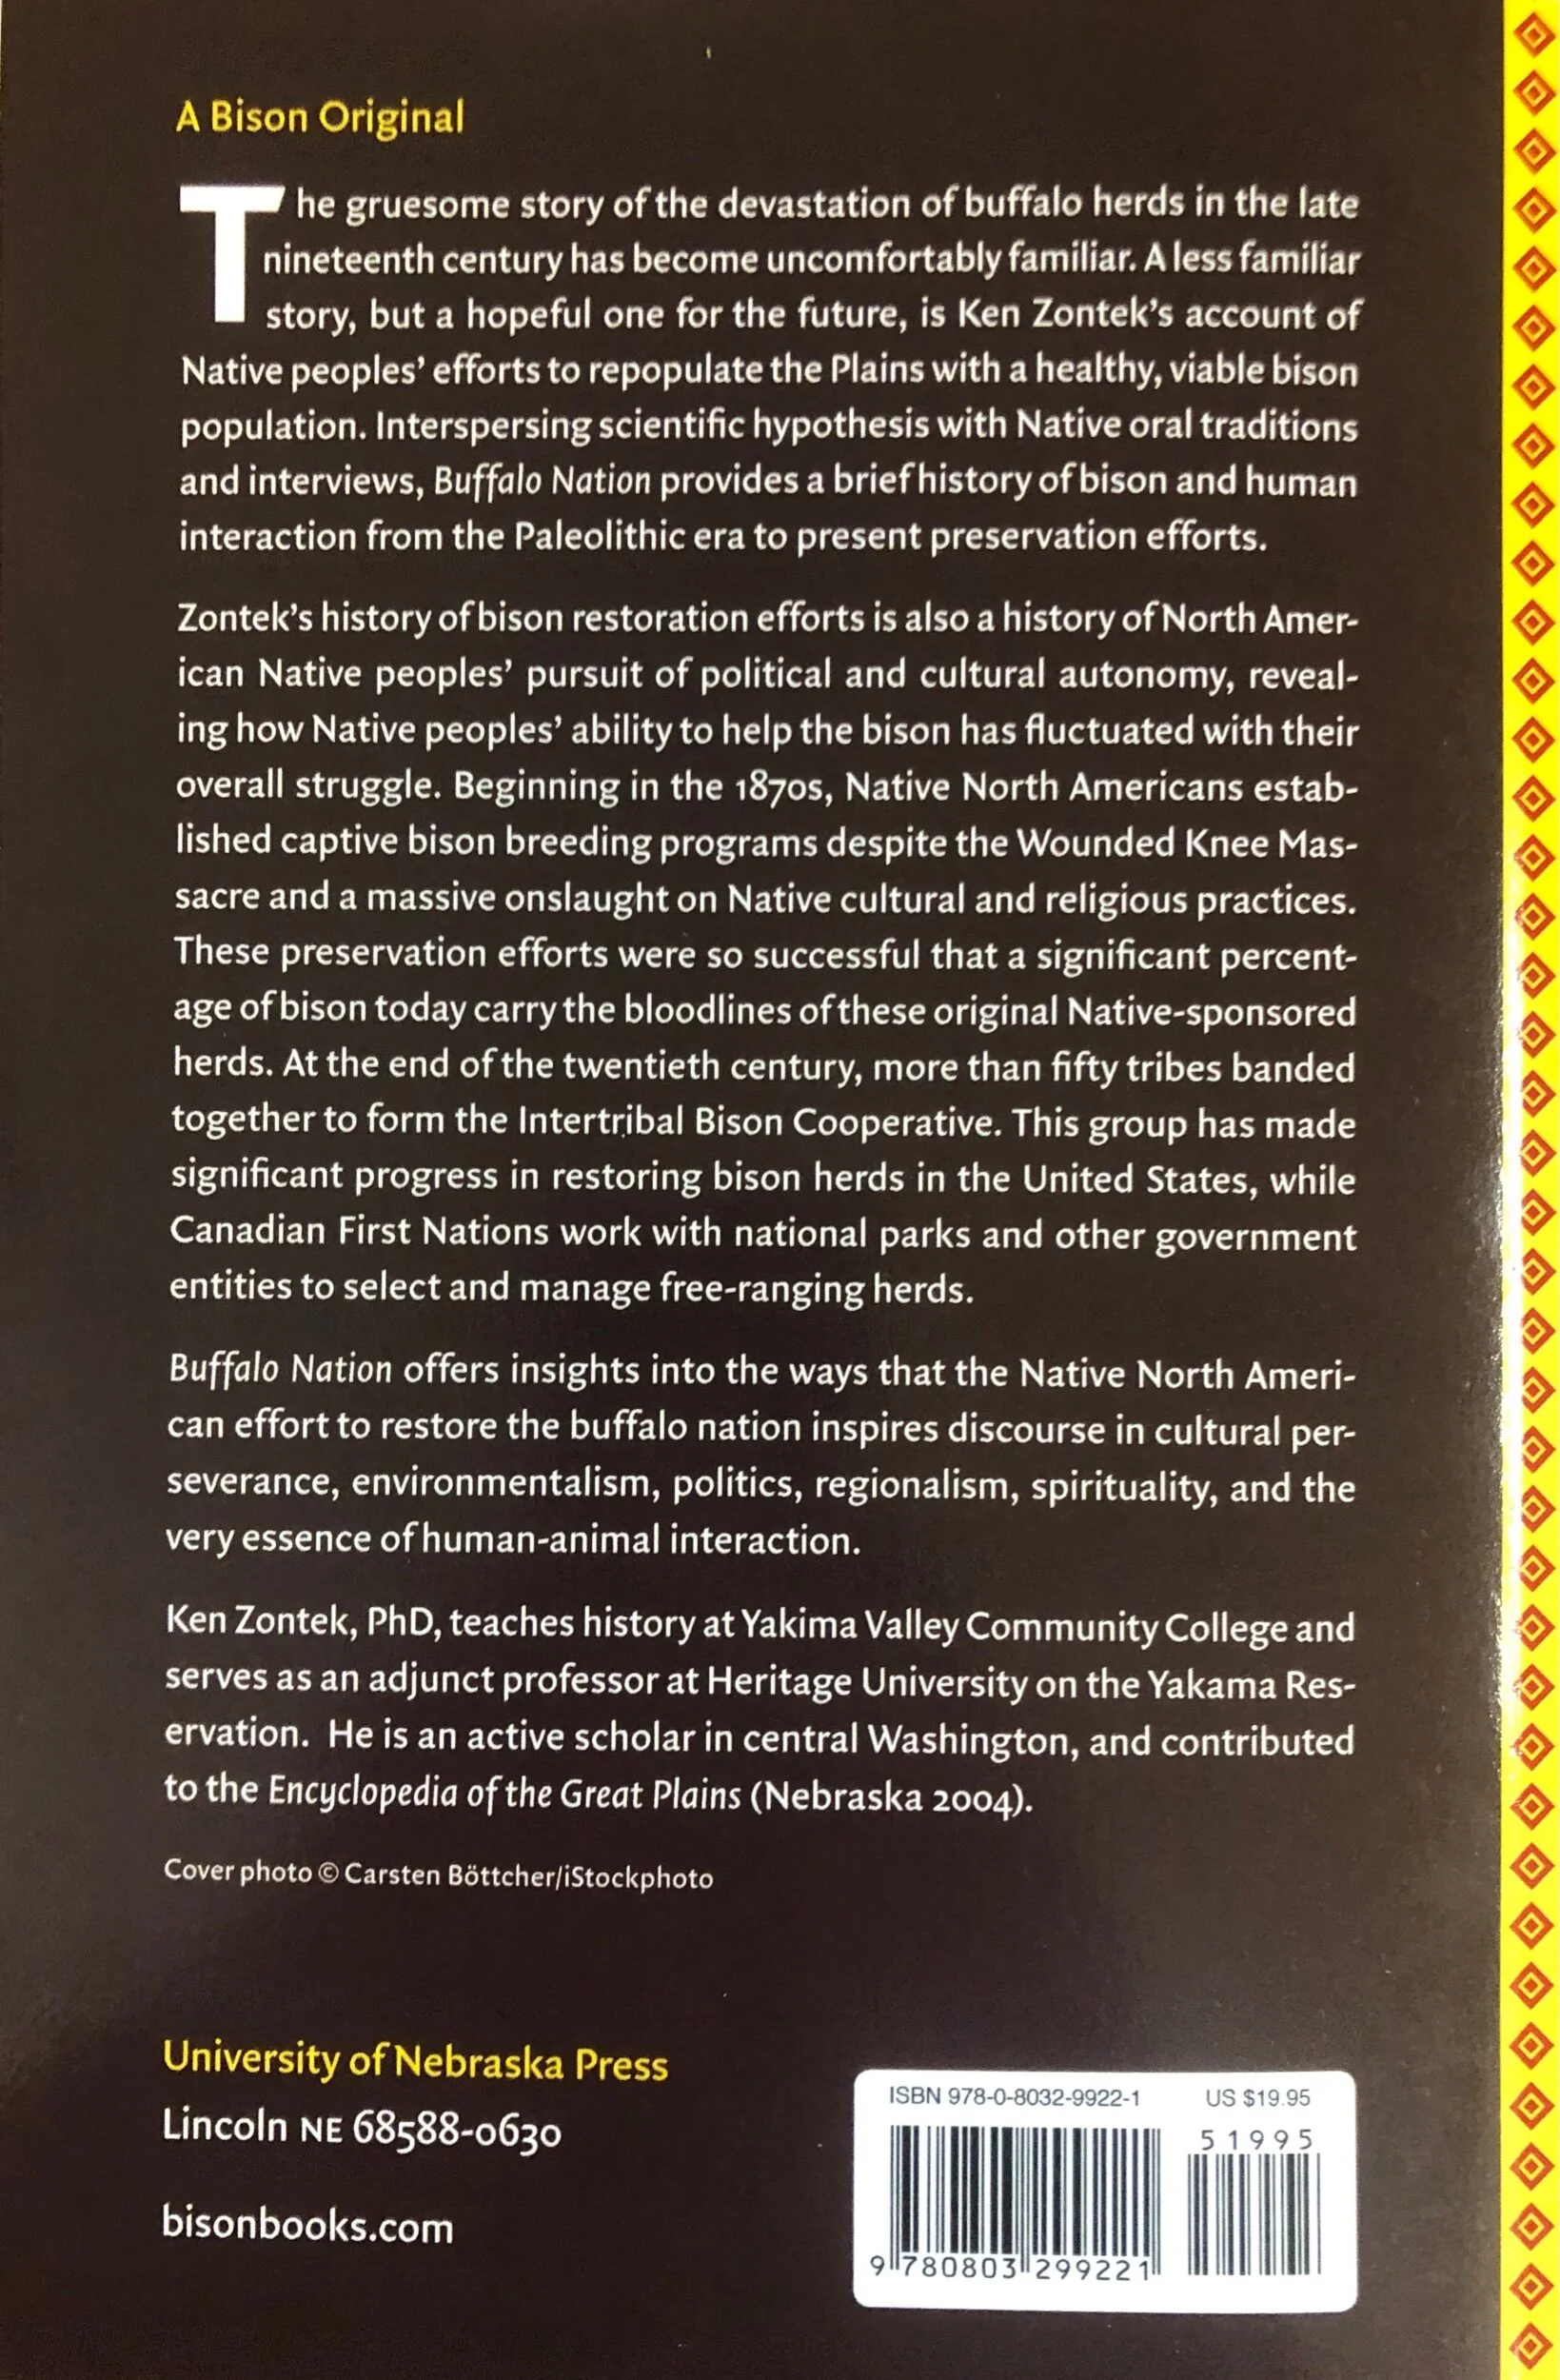 A Bison Original
The gruesome story of the devastation of buffalo herds in the late
nineteenth century has become uncomfortably familiar. A less familiar
story, but a hopeful one for the future, is Ken Zontek's account of
Native peoples' efforts to repopulate the Plains with a healthy, viable bison
population. Interspersing scientific hypothesis with Native oral traditions
and interviews, Buffalo Nation provides a brief history of bison and human
interaction from the Paleolithic era to present preservation efforts.
Zontek's history of bison restoration efforts is also a history of North Amer-
ican Native peoples' pursuit of political and cultural autonomy, reveal-
ing how Native peoples' ability to help the bison has fluctuated with their
overall struggle. Beginning in the 1870s, Native North Americans estab-
lished captive bison breeding programs despite the Wounded Knee Mas-
sacre and a massive onslaught on Native cultural and religious practices.
These preservation efforts were so successful that a significant percent-
age of bison today carry the bloodlines of these original Native-sponsored
herds. At the end of the twentieth century, more than fifty tribes banded
together to form the Intertribal Bison Cooperative. This group has made
significant progress in restoring bison herds in the United States, while
Canadian First Nations work with national parks and other government
entities to select and manage free-ranging herds.
Buffalo Nation offers insights into the ways that the Native North Ameri-
can effort to restore the buffalo nation inspires discourse in cultural per-
severance, environmentalism, politics, regionalism, spirituality, and the
very essence of human-animal interaction.
Ken Zontek, PhD, teaches history at Yakima Valley Community College and
serves as an adjunct professor at Heritage University on the Yakama Res-
ervation. He is an active scholar in central Washington, and contributed
to the Encyclopedia of the Great Plains (Nebraska 2004).
Cover photo © Carsten Böttcher/iStockphoto
University of Nebraska Press
Lincoln NE 68588-0630
bisonbooks.com
ISBN 978-0-8032-9922-1 US $19.95
51995
9 780803 299221